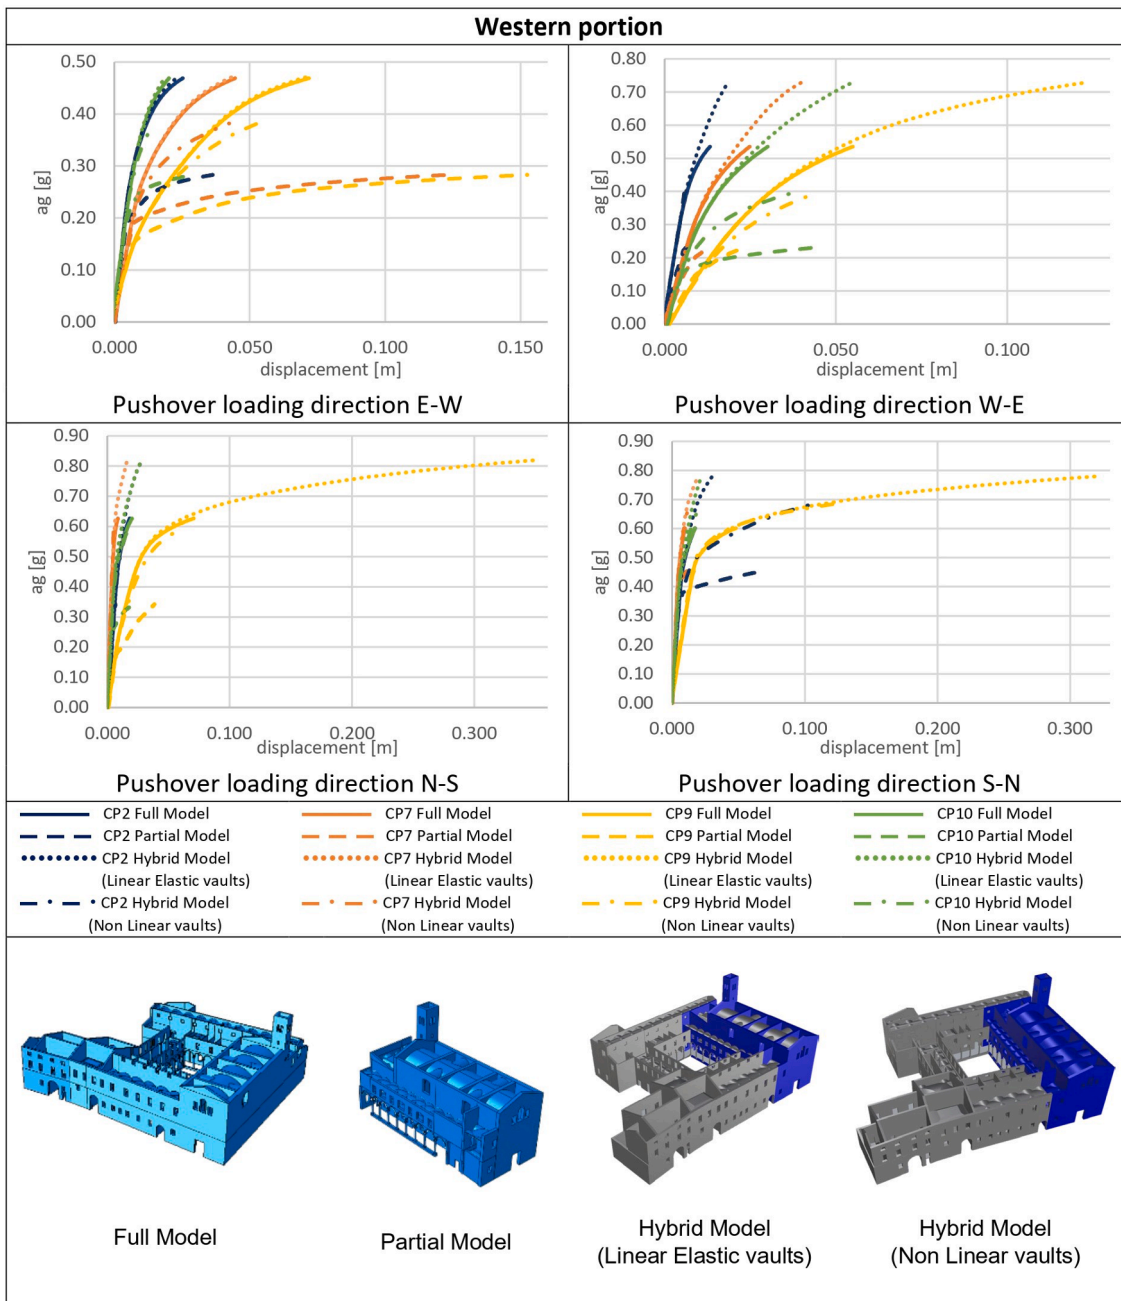 Western portion
0.50
0.40
0.30
0.20
0.10
0.00
ag [g]
0.000 0.050 0.100 0.150
displacement [m]
Pushover loading direction E-W
0.80
0.70
0.60
0.50
0.40
0.30
0.20
0.10
0.00
ag [g]
0.000 0.050 0.100
displacement [m]
Pushover loading direction W-E
0.90
0.80
0.70
0.60
0.50
0.40
0.30
0.20
0.10
0.00
ag [g]
0.000 0.100 0.200 0.300
displacement [m]
Pushover loading direction N-S
0.90
0.80
0.70
0.60
0.50
0.40
0.30
0.20
0.10
0.00
ag [g]
0.000 0.100 0.200 0.300
displacement [m]
Pushover loading direction S-N
CP2 Full Model
CP2 Partial Model
CP2 Hybrid Model
(Linear Elastic vaults)
CP2 Hybrid Model
(Non Linear vaults)
CP7 Full Model
CP7 Partial Model
CP7 Hybrid Model
(Linear Elastic vaults)
CP7 Hybrid Model
(Non Linear vaults)
CP9 Full Model
CP9 Partial Model
CP9 Hybrid Model
(Linear Elastic vaults)
CP9 Hybrid Model
(Non Linear vaults)
CP10 Full Model
CP10 Partial Model
CP10 Hybrid Model
(Linear Elastic vaults)
CP10 Hybrid Model
(Non Linear vaults)
Full Model
Partial Model
Hybrid Model
(Linear Elastic vaults)
Hybrid Model
(Non Linear vaults)